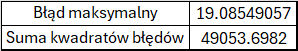 Błąd maksymalny 19.08549057
Suma kwadratów błędów 49053.6982